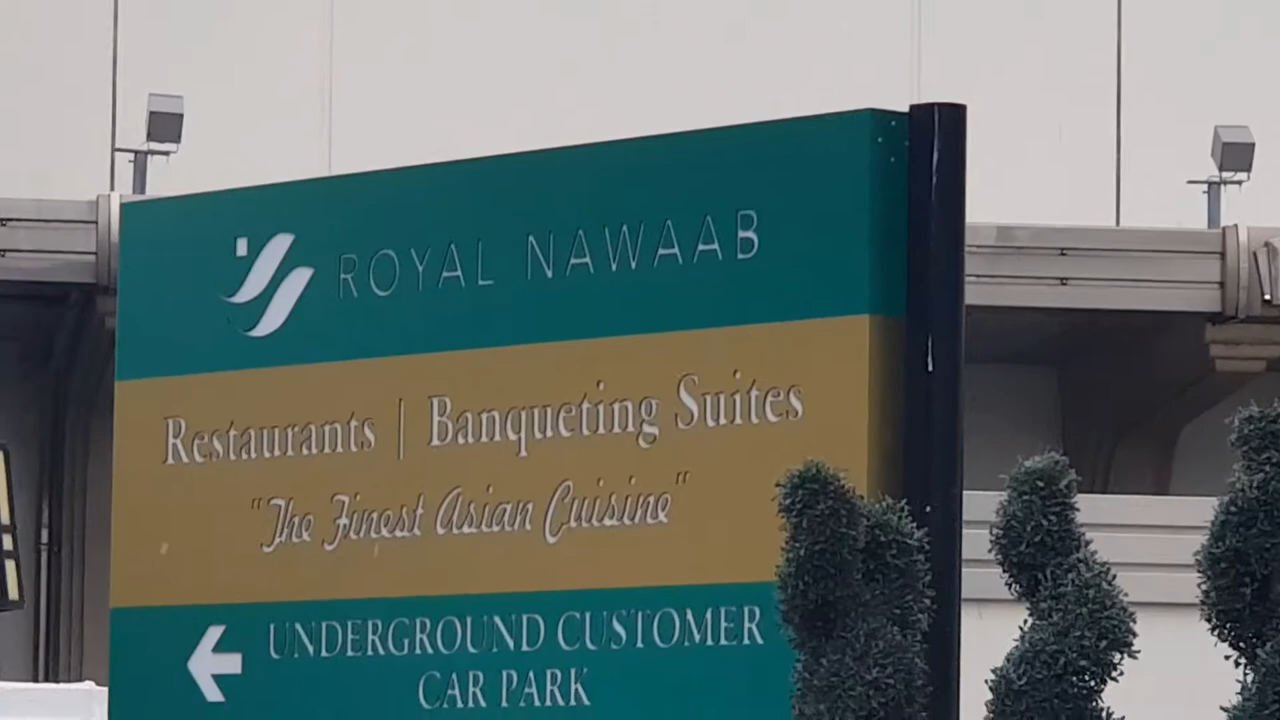 ROYAL NAWAAB
Restaurants | Banqueting Suites
"The Finest Asian Cuisine"
UNDERGROUND CUSTOMER
CAR PARK